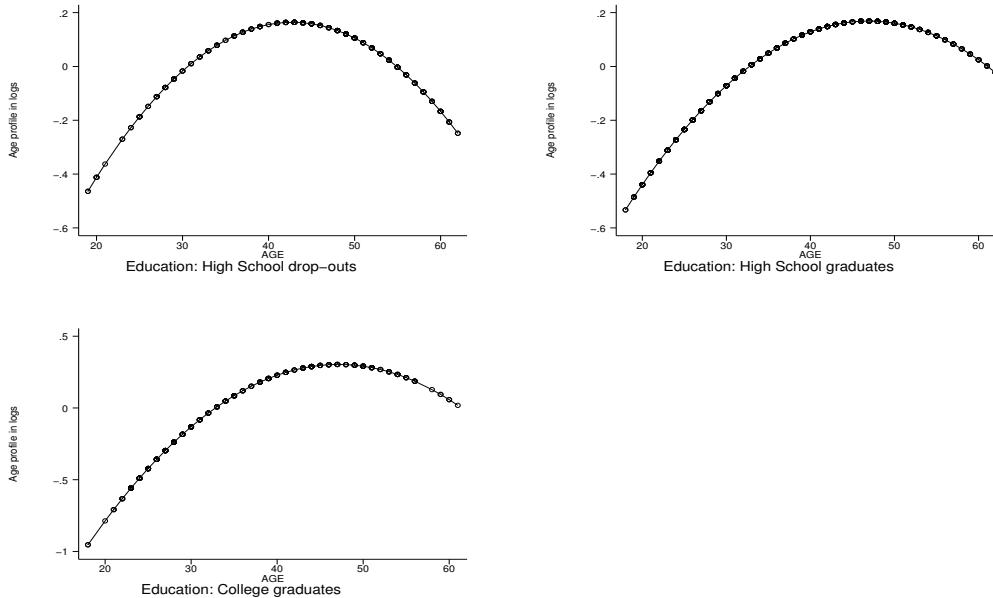 Age profile in logs
.2
0
−.2
−.4
−.6
20 30 40 50 60
AGE
Education: High School drop−outs
Age profile in logs
.2
0
−.2
−.4
−.6
20 30 40 50 60
AGE
Education: High School graduates
Age profile in logs
.5
0
−.5
−1
20 30 40 50 60
AGE
Education: College graduates